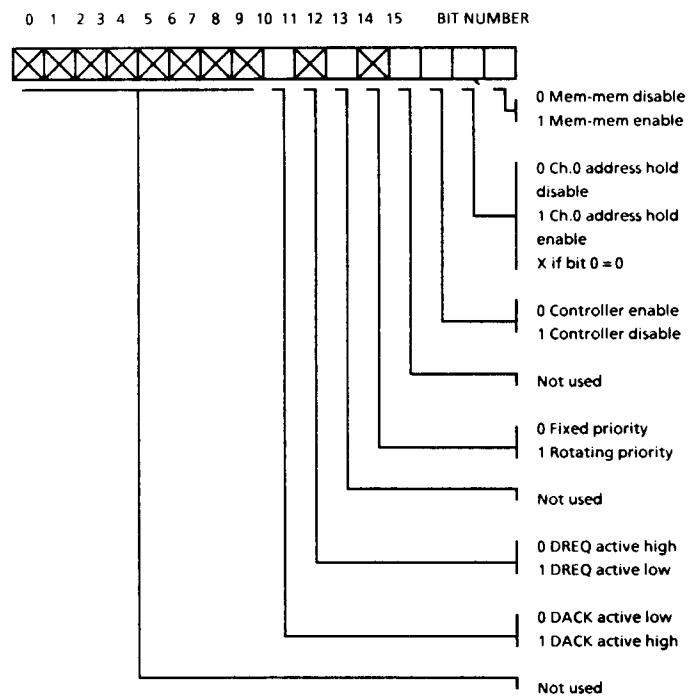 0 1 2 3 4 5 6 7 8 9 10 11 12 13 14 15 BIT NUMBER
0 Mem-mem disable
1 Mem-mem enable
0 Ch.0 address hold
disable
1 Ch.0 address hold
enable
X if bit 0 = 0
0 Controller enable
1 Controller disable
Not used
0 Fixed priority
1 Rotating priority
Not used
0 DREQ active high
1 DREQ active low
0 DACK active low
1 DACK active high
Not used